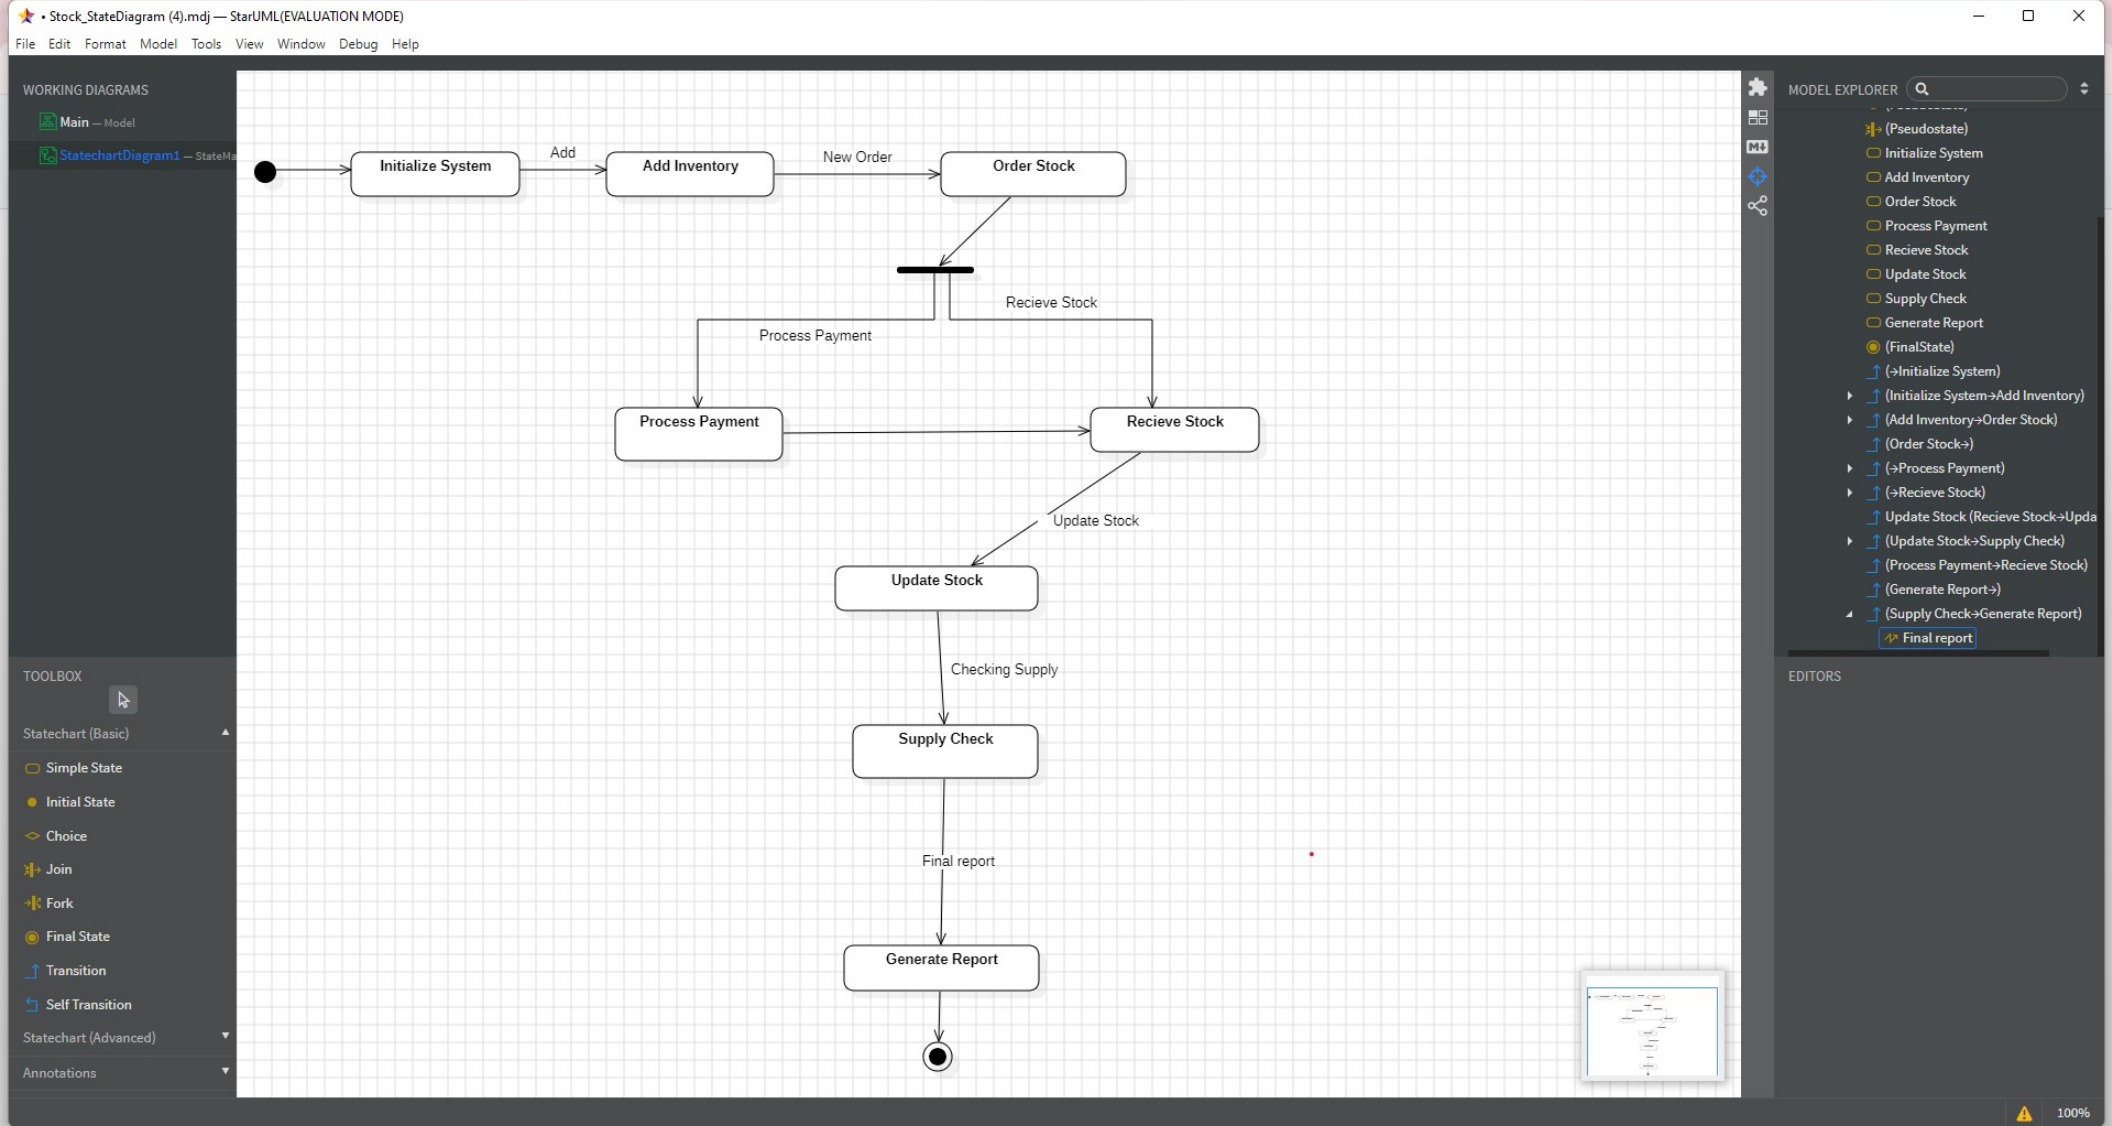 • Stock_StateDiagram (4).mdj — StarUML(EVALUATION MODE)
File Edit Format Model Tools View Window Debug Help
WORKING DIAGRAMS
Main — Model
StatechartDiagram1 — StateMa
TOOLBOX
Statechart (Basic)
Simple State
Initial State
Choice
Join
Fork
Final State
Transition
Self Transition
Statechart (Advanced)
Annotations
Initialize System
Add
Add Inventory
New Order
Order Stock
Recieve Stock
Process Payment
Process Payment
Recieve Stock
Update Stock
Update Stock
Checking Supply
Supply Check
Final report
Generate Report
MODEL EXPLORER
(Pseudostate)
Initialize System
Add Inventory
Order Stock
Process Payment
Recieve Stock
Update Stock
Supply Check
Generate Report
(FinalState)
(→Initialize System)
(Initialize System→Add Inventory)
(Add Inventory→Order Stock)
(Order Stock→)
(→Process Payment)
(→Recieve Stock)
Update Stock (Recieve Stock→Upda
(Update Stock→Supply Check)
(Process Payment→Recieve Stock)
(Generate Report→)
(Supply Check→Generate Report)
Final report
EDITORS
100%